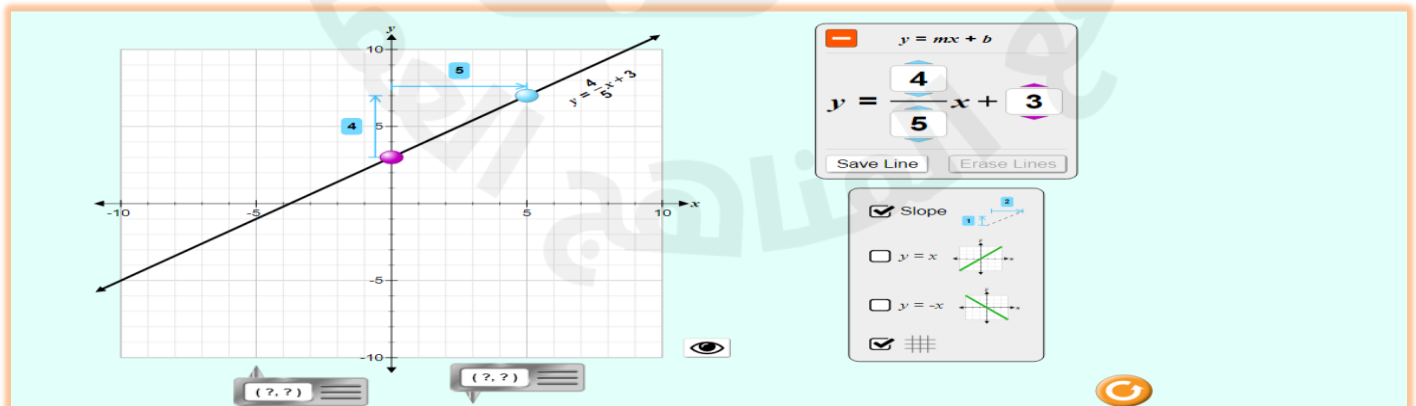 y
10
5
-5
-10
-10
-5
5
10
x
5
4
y = 4/5 x + 3
y = mx + b
y = 4/5 x + 3
Save Line
Erase Lines
Slope
1
2
y = x
y = -x
( ?, ? )
( ?, ? )